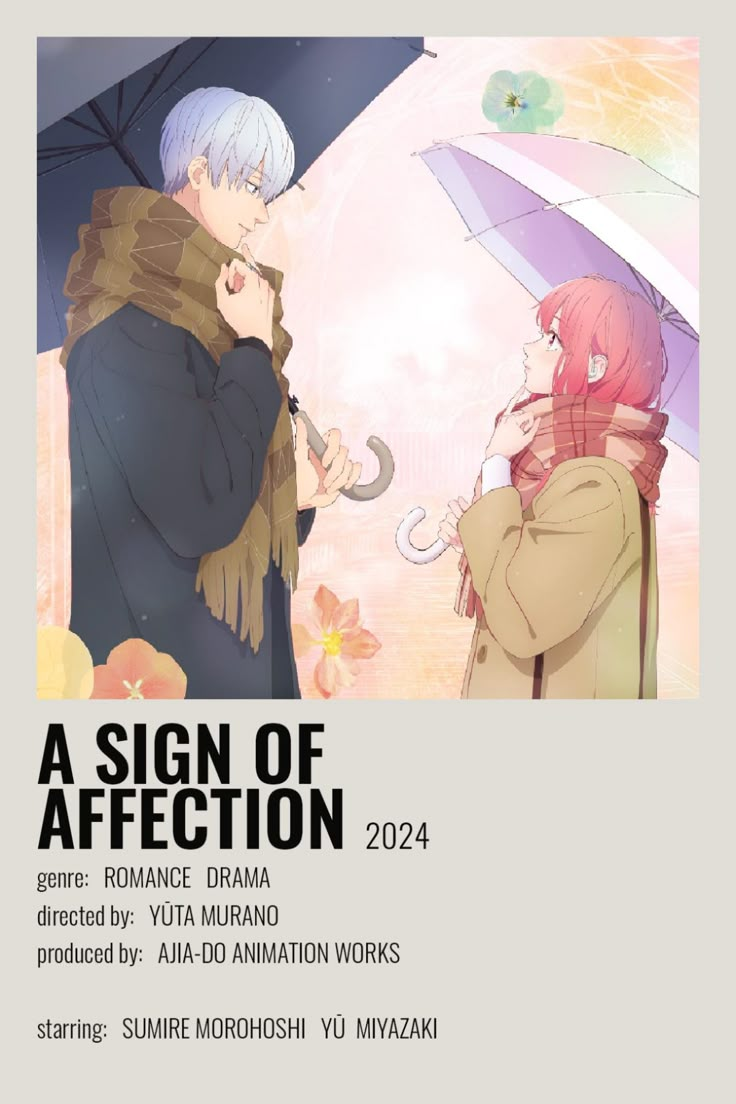 A SIGN OF
AFFECTION 2024
genre: ROMANCE DRAMA
directed by: YŪTA MURANO
produced by: AJIA-DO ANIMATION WORKS
starring: SUMIRE MOROHOSHI YŪ MIYAZAKI